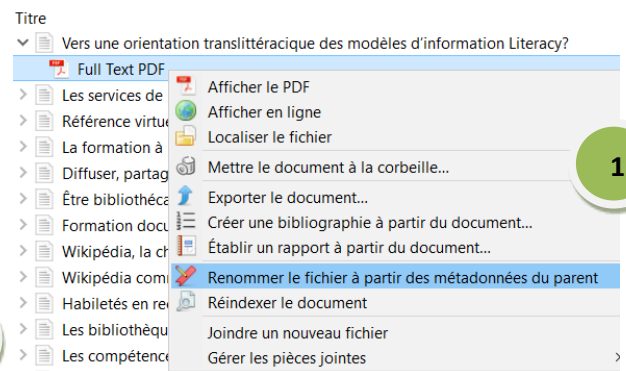 Titre
Vers une orientation translittéracique des modèles d'information Literacy?
Full Text PDF
Les services de
Référence virtue
La formation à
Diffuser, partag
Être bibliothéca
Formation docu
Wikipédia, la ch
Wikipédia com
Habiletés en re
Les bibliothèqu
Les compétence
Afficher le PDF
Afficher en ligne
Localiser le fichier
Mettre le document à la corbeille...
Exporter le document...
Créer une bibliographie à partir du document...
Établir un rapport à partir du document...
Renommer le fichier à partir des métadonnées du parent
Réindexer le document
Joindre un nouveau fichier
Gérer les pièces jointes
1